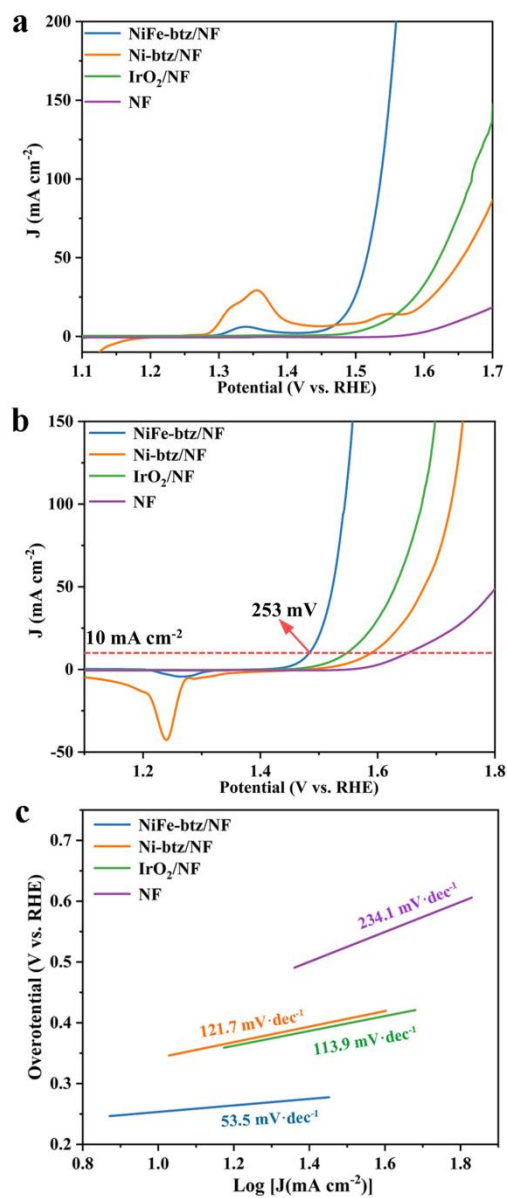 a
200
150
100
50
0
J (mA cm⁻²)
NiFe-btz/NF
Ni-btz/NF
IrO₂/NF
NF
1.1 1.2 1.3 1.4 1.5 1.6 1.7
Potential (V vs. RHE)
b
150
100
50
0
-50
J (mA cm⁻²)
NiFe-btz/NF
Ni-btz/NF
IrO₂/NF
NF
253 mV
10 mA cm⁻²
1.2 1.4 1.6 1.8
Potential (V vs. RHE)
c
0.7
0.6
0.5
0.4
0.3
0.2
Overotential (V vs. RHE)
NiFe-btz/NF
Ni-btz/NF
IrO₂/NF
NF
234.1 mV·dec⁻¹
121.7 mV·dec⁻¹
113.9 mV·dec⁻¹
53.5 mV·dec⁻¹
0.8 1.0 1.2 1.4 1.6 1.8
Log [J(mA cm⁻²)]